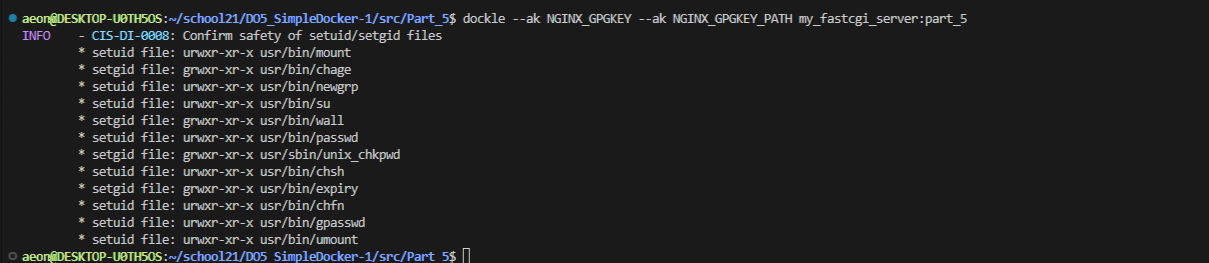 aeon@DESKTOP-U0TH5OS:~/school21/DO5_SimpleDocker-1/src/Part_5$ dockle --ak NGINX_GPGKEY --ak NGINX_GPGKEY_PATH my_fastcgi_server:part_5
INFO    - CIS-DI-0008: Confirm safety of setuid/setgid files
        * setuid file: urwxr-xr-x usr/bin/mount
        * setgid file: grwxr-xr-x usr/bin/chage
        * setuid file: urwxr-xr-x usr/bin/newgrp
        * setuid file: urwxr-xr-x usr/bin/su
        * setgid file: grwxr-xr-x usr/bin/wall
        * setuid file: urwxr-xr-x usr/bin/passwd
        * setgid file: grwxr-xr-x usr/sbin/unix_chkpwd
        * setuid file: urwxr-xr-x usr/bin/chsh
        * setgid file: grwxr-xr-x usr/bin/expiry
        * setuid file: urwxr-xr-x usr/bin/chfn
        * setuid file: urwxr-xr-x usr/bin/gpasswd
        * setuid file: urwxr-xr-x usr/bin/umount
aeon@DESKTOP-U0TH5OS:~/school21/DO5_SimpleDocker-1/src/Part_5$